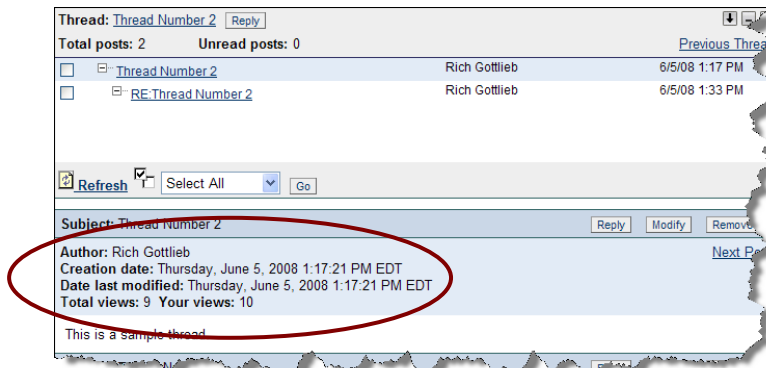 Thread: Thread Number 2 Reply
Total posts: 2 Unread posts: 0 Previous
Thread Number 2 Rich Gottlieb 6/5/08 1:17 PM
RE:Thread Number 2 Rich Gottlieb 6/5/08 1:33 PM
Refresh Select All Go
Subject: Thread Number 2 Reply Modify Remove
Author: Rich Gottlieb Next
Creation date: Thursday, June 5, 2008 1:17:21 PM EDT
Date last modified: Thursday, June 5, 2008 1:17:21 PM EDT
Total views: 9 Your views: 10
This is a sample thread